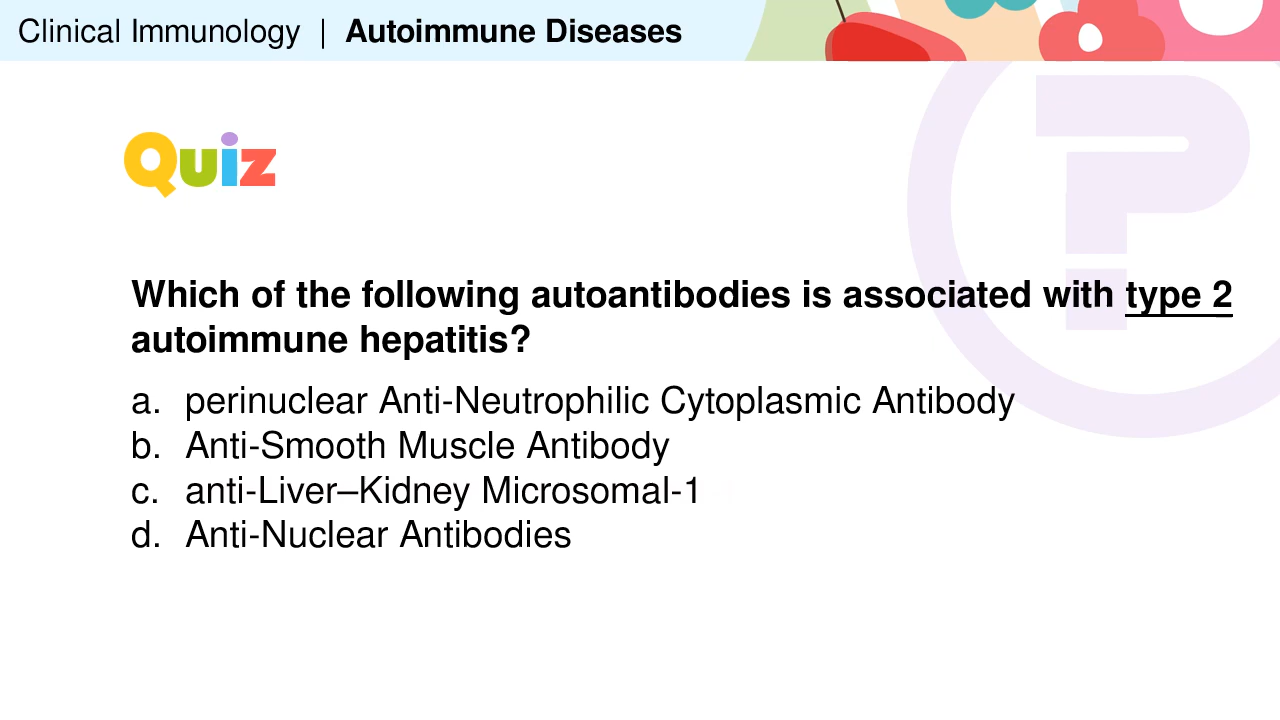 Clinical Immunology | Autoimmune Diseases
Quiz
Which of the following autoantibodies is associated with type 2
autoimmune hepatitis?
a. perinuclear Anti-Neutrophilic Cytoplasmic Antibody
b. Anti-Smooth Muscle Antibody
c. anti-Liver–Kidney Microsomal-1
d. Anti-Nuclear Antibodies